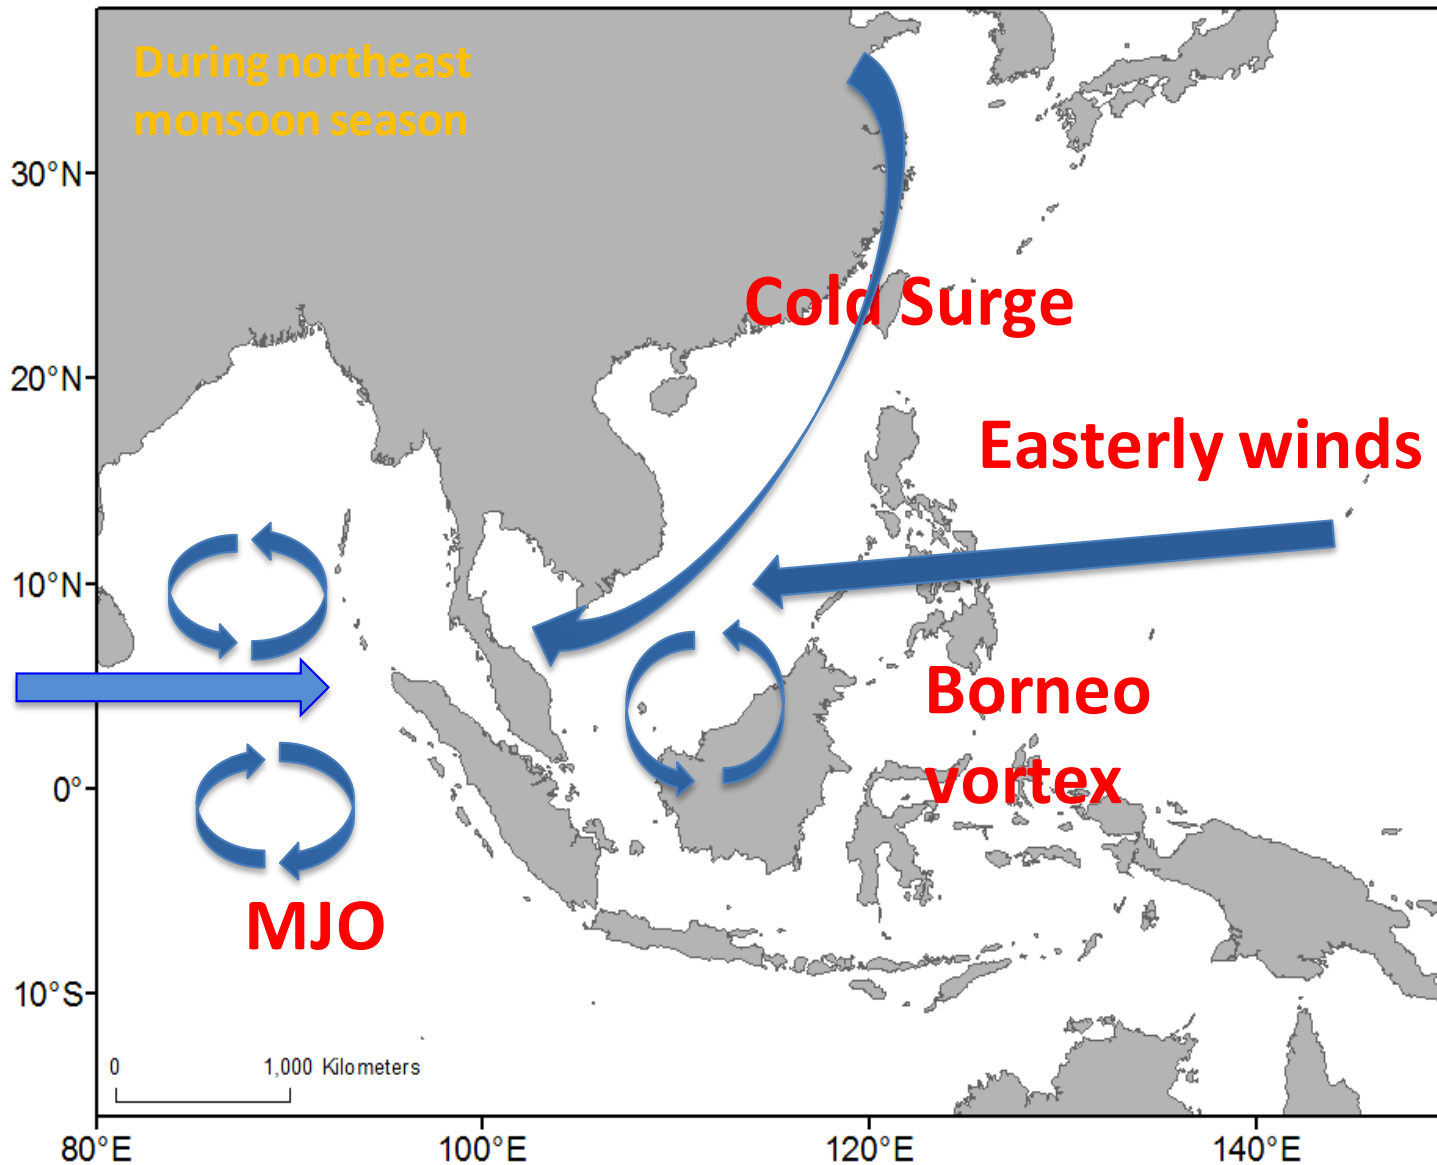 During northeast
monsoon season
30°N
Cold Surge
20°N
Easterly winds
10°N
Borneo
vortex
0°
MJO
10°S
0 1,000 Kilometers
80°E 100°E 120°E 140°E